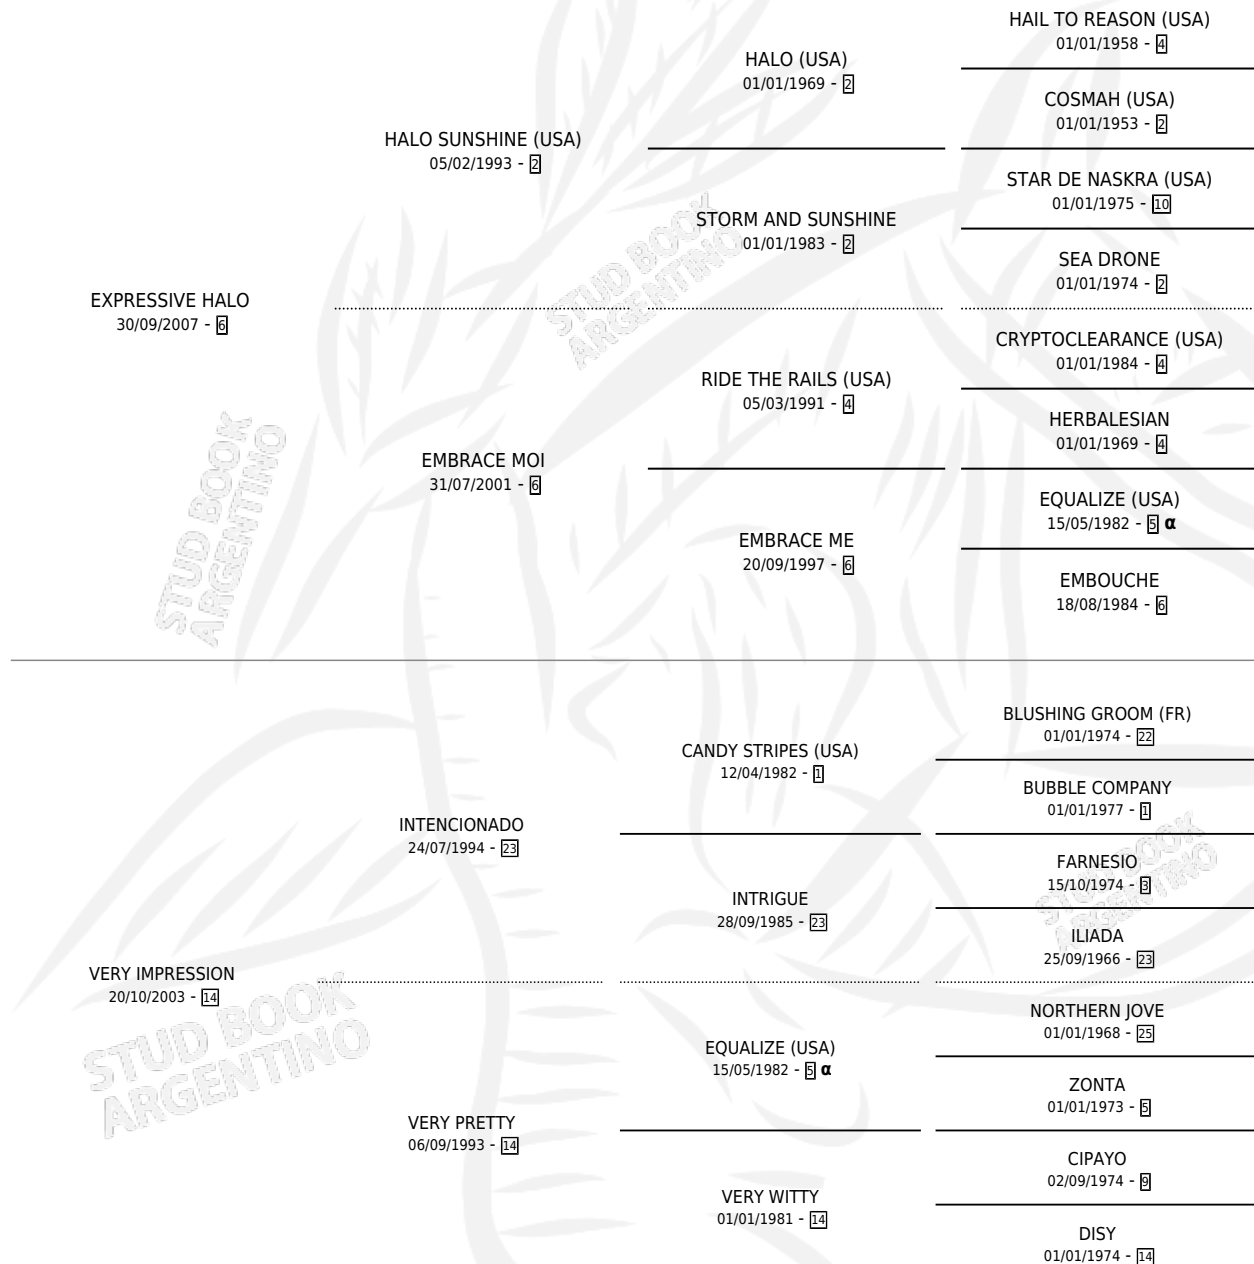 HAIL TO REASON (USA)
01/01/1958 - 4
HALO (USA)
01/01/1969 - 2
COSMAH (USA)
01/01/1953 - 2
HALO SUNSHINE (USA)
05/02/1993 - 2
STAR DE NASKRA (USA)
01/01/1975 - 10
STORM AND SUNSHINE
01/01/1983 - 2
SEA DRONE
01/01/1974 - 2
EXPRESSIVE HALO
30/09/2007 - 6
CRYPTOCLEARANCE (USA)
01/01/1984 - 4
RIDE THE RAILS (USA)
05/03/1991 - 4
HERBALESIAN
01/01/1969 - 4
EMBRACE MOI
31/07/2001 - 6
EQUALIZE (USA)
15/05/1982 - 5 α
EMBRACE ME
20/09/1997 - 6
EMBOUCHE
18/08/1984 - 6
BLUSHING GROOM (FR)
01/01/1974 - 22
CANDY STRIPES (USA)
12/04/1982 - 1
BUBBLE COMPANY
01/01/1977 - 1
INTENCIONADO
24/07/1994 - 23
FARNESIO
15/10/1974 - 3
INTRIGUE
28/09/1985 - 23
ILIADA
25/09/1966 - 23
VERY IMPRESSION
20/10/2003 - 14
NORTHERN JOVE
01/01/1968 - 25
EQUALIZE (USA)
15/05/1982 - 5 α
ZONTA
01/01/1973 - 5
VERY PRETTY
06/09/1993 - 14
CIPAYO
02/09/1974 - 9
VERY WITTY
01/01/1981 - 14
DISY
01/01/1974 - 14
STUD BOOK
ARGENTINO
STUD BOOK
ARGENTINO
STUD BOOK
ARGENTINO
STUD BOOK
ARGENTINO